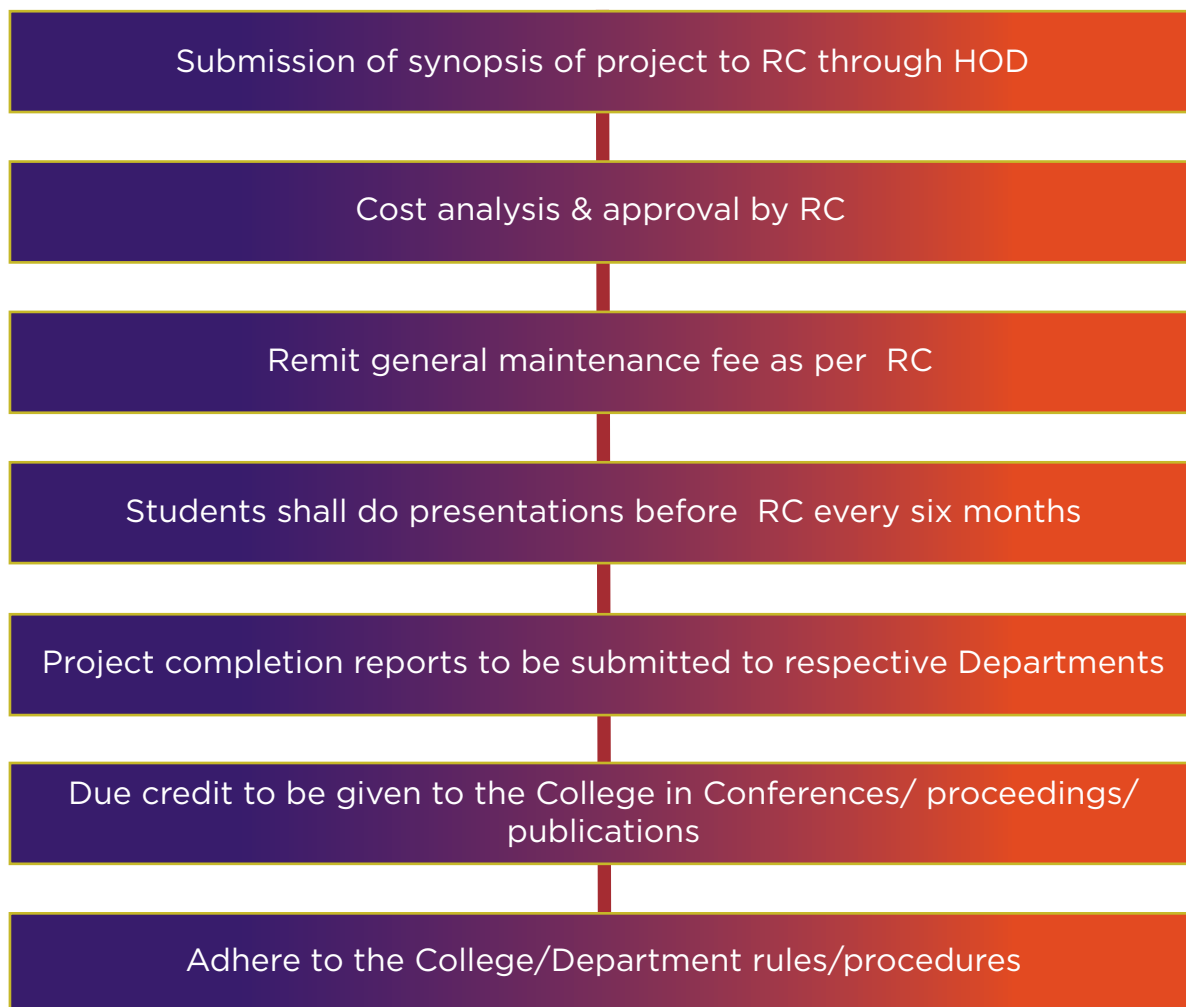 Submission of synopsis of project to RC through HOD
Cost analysis & approval by RC
Remit general maintenance fee as per  RC
Students shall do presentations before  RC every six months
Project completion reports to be submitted to respective Departments
Due credit to be given to the College in Conferences/ proceedings/
publications
Adhere to the College/Department rules/procedures